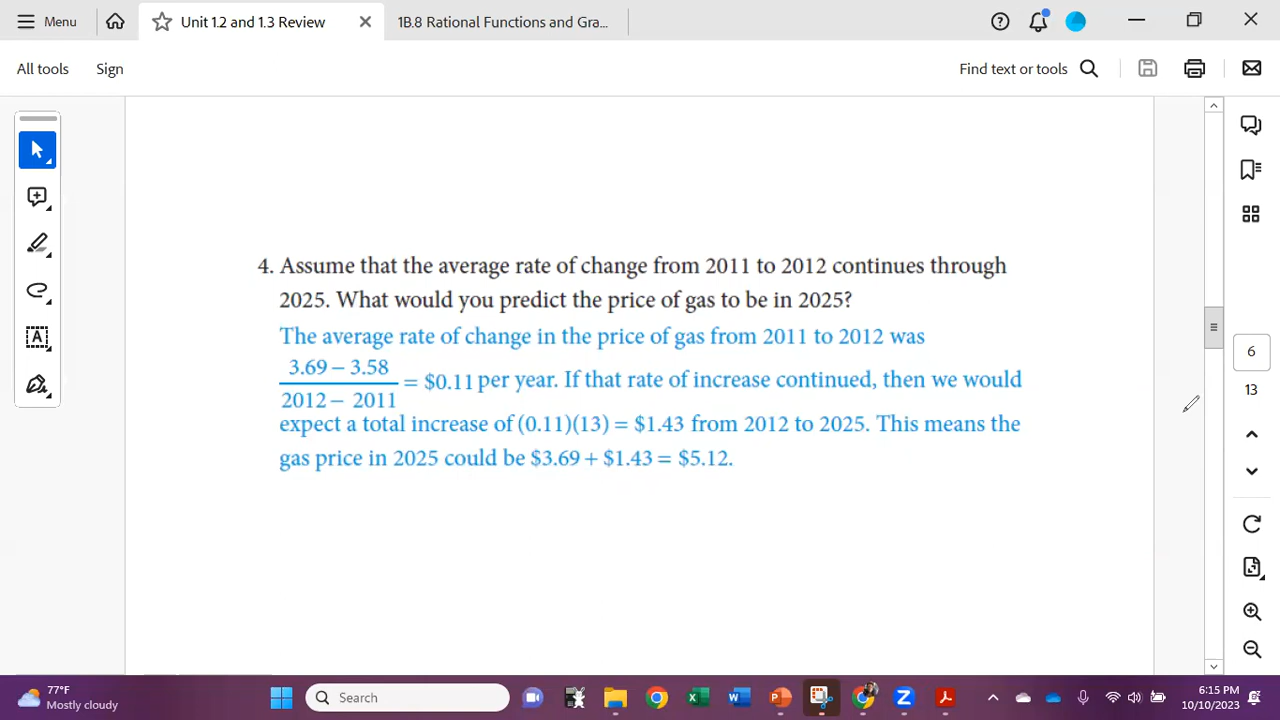 Menu
Unit 1.2 and 1.3 Review
1B.8 Rational Functions and Gra...
All tools
Sign
Find text or tools
4. Assume that the average rate of change from 2011 to 2012 continues through
2025. What would you predict the price of gas to be in 2025?
The average rate of change in the price of gas from 2011 to 2012 was
3.69 – 3.58
2012 – 2011
= $0.11 per year. If that rate of increase continued, then we would
expect a total increase of (0.11)(13) = $1.43 from 2012 to 2025. This means the
gas price in 2025 could be $3.69 + $1.43 = $5.12.
6
13
77°F
Mostly cloudy
Search
6:15 PM
10/10/2023